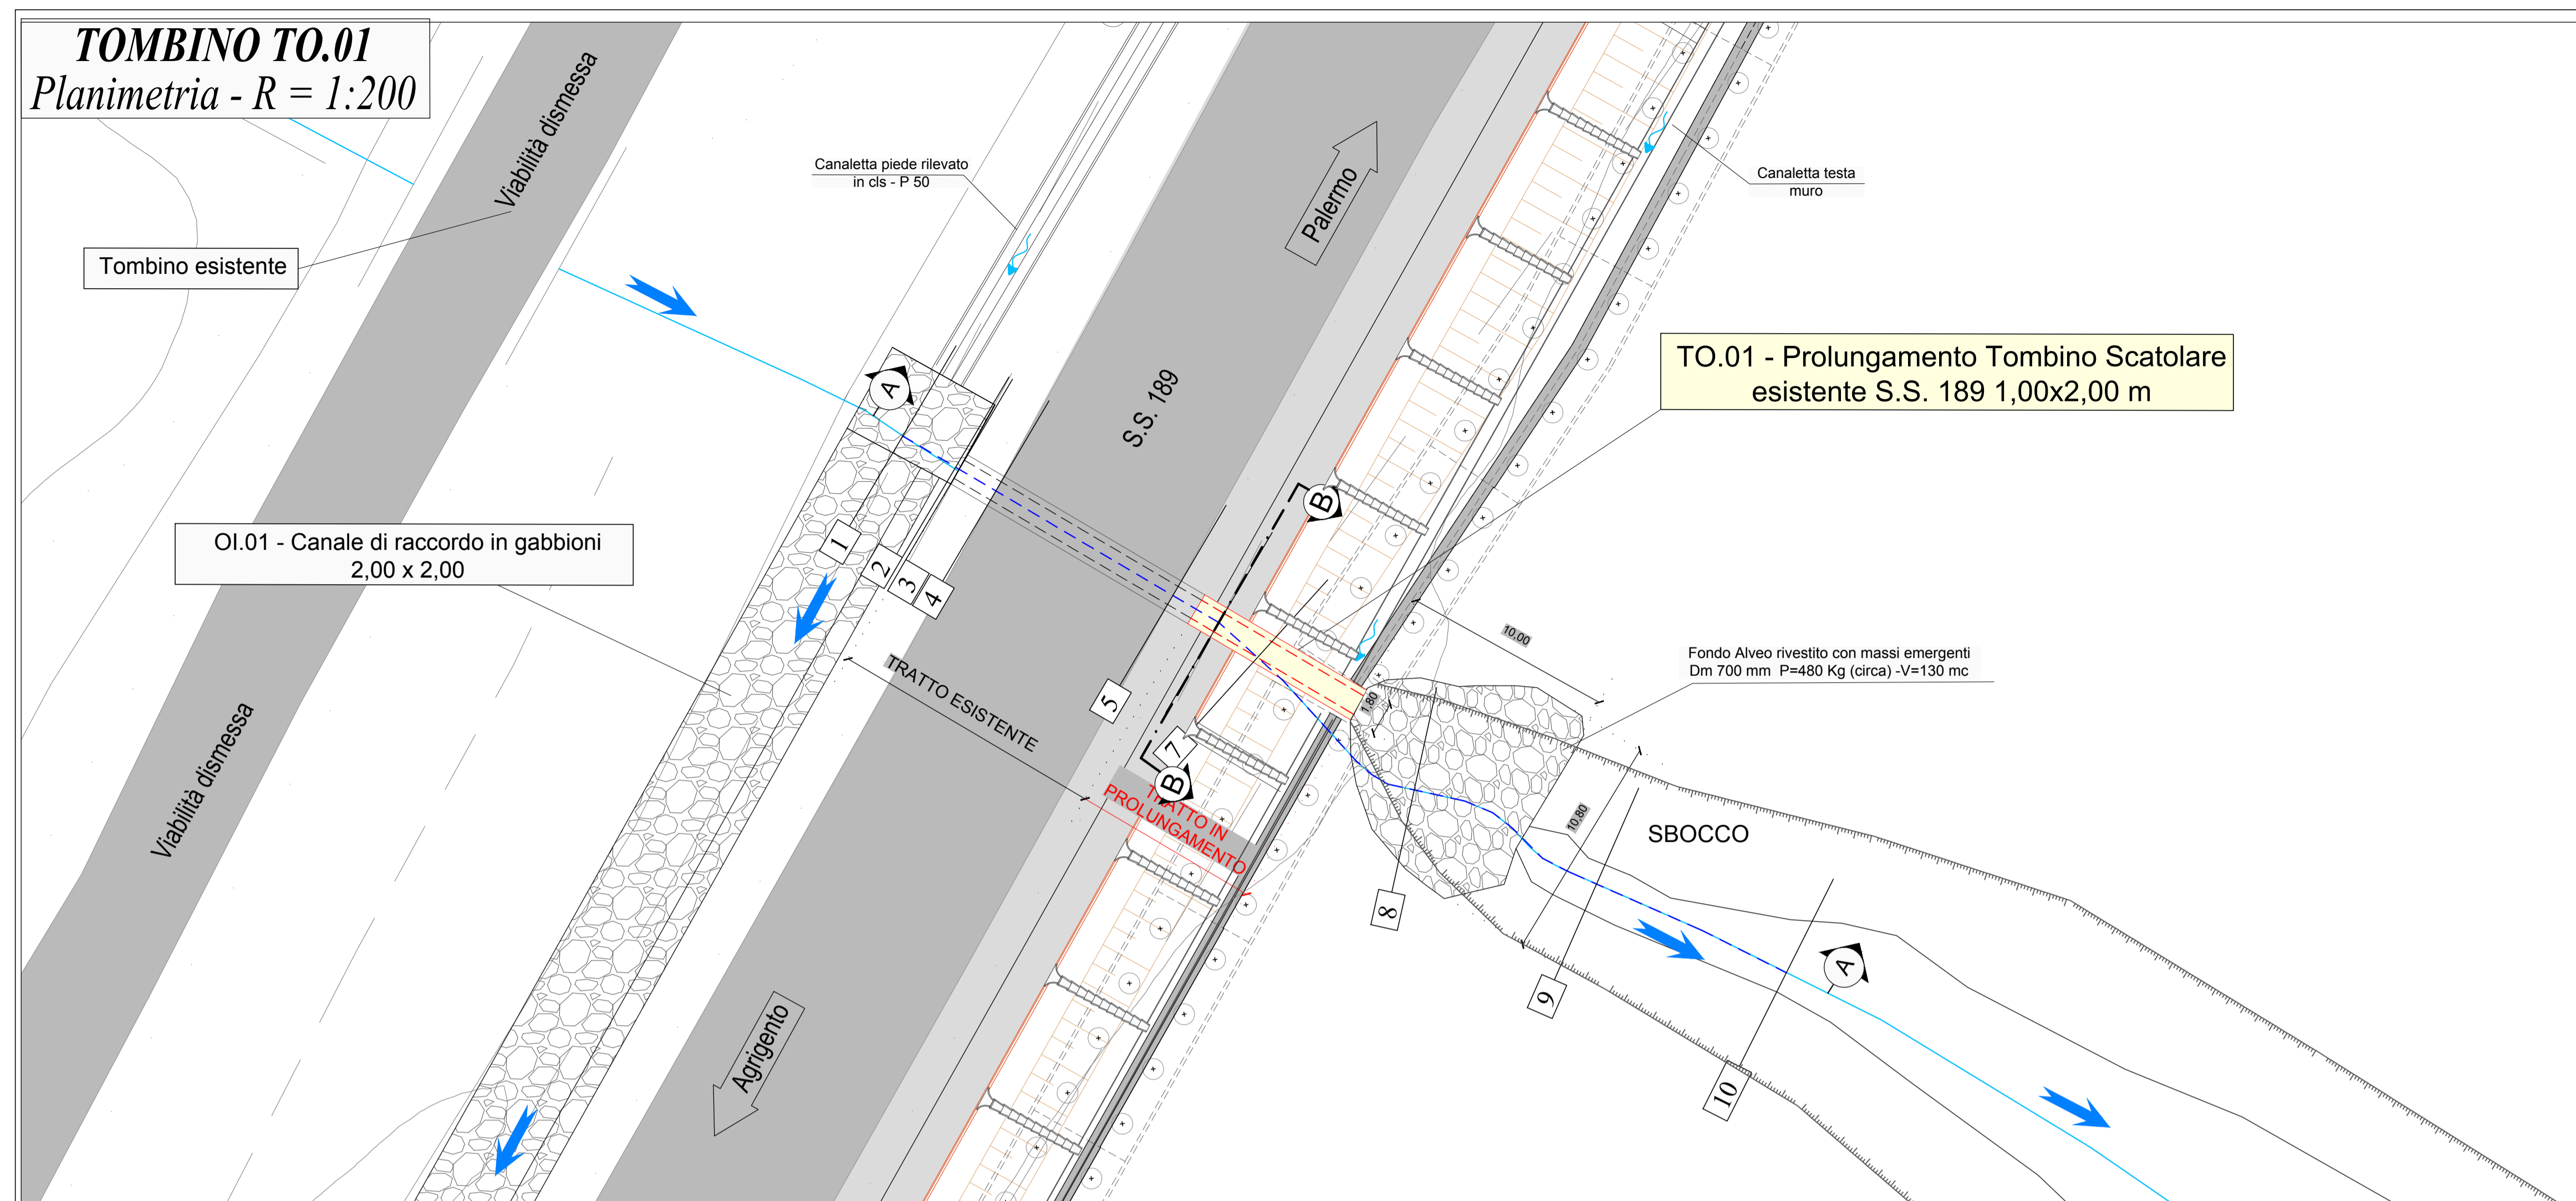 TOMBINO TO.01
Planimetria - R = 1:200
Viabilità dismessa
Tombino esistente
Canaletta piede rilevato
in cls - P 50
Palermo
Canaletta testa
muro
S.S. 189
TO.01 - Prolungamento Tombino Scatolare
esistente S.S. 189 1,00x2,00 m
A
B
OI.01 - Canale di raccordo in gabbioni
2,00 x 2,00
1
2
3
4
5
7
B
TRATTO ESISTENTE
TRATTO IN
PROLUNGAMENTO
10,00
1,80
10,80
Fondo Alveo rivestito con massi emergenti
Dm 700 mm P=480 Kg (circa) -V=130 mc
SBOCCO
8
9
10
A
Viabilità dismessa
Agrigento